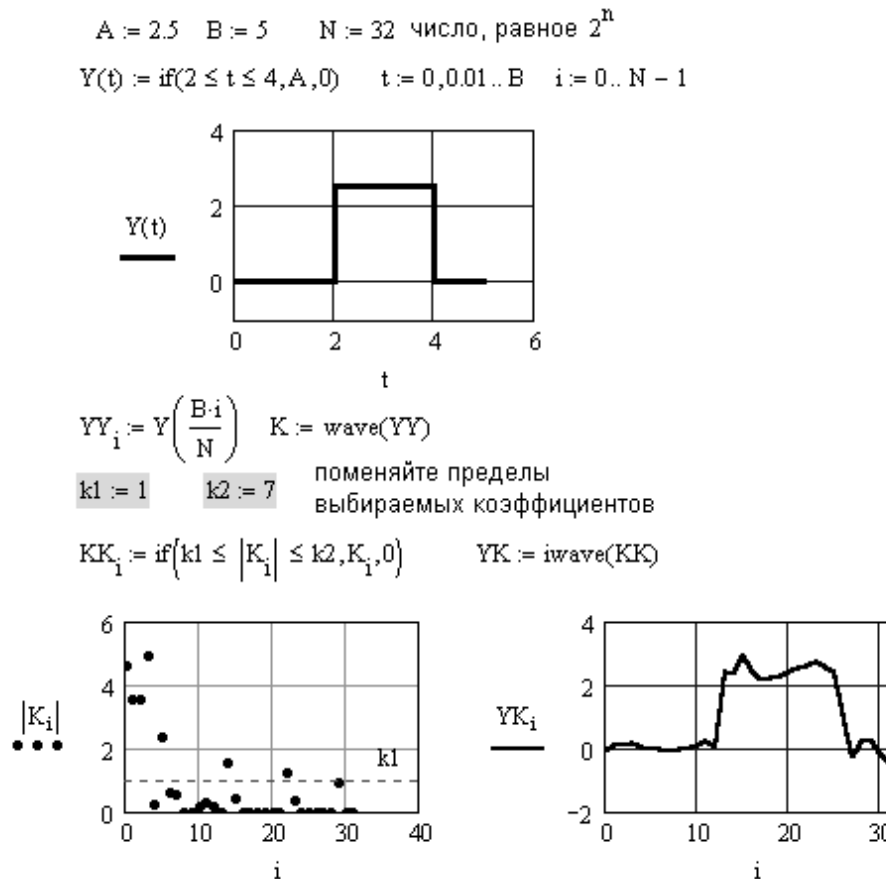 A := 2.5 B := 5 N := 32 число, равное 2^n
Y(t) := if(2 ≤ t ≤ 4, A, 0) t := 0, 0.01 .. B i := 0 .. N − 1
4
2
0
Y(t)
0 2 4 6
t
YY_i := Y(B·i/N) K := wave(YY)
k1 := 1 k2 := 7 поменяйте пределы
выбираемых коэффициентов
KK_i := if(k1 ≤ |K_i| ≤ k2, K_i, 0) YK := iwave(KK)
6
4
2
0
|K_i|
k1
0 10 20 30 40
i
4
2
0
−2
YK_i
0 10 20 30
i